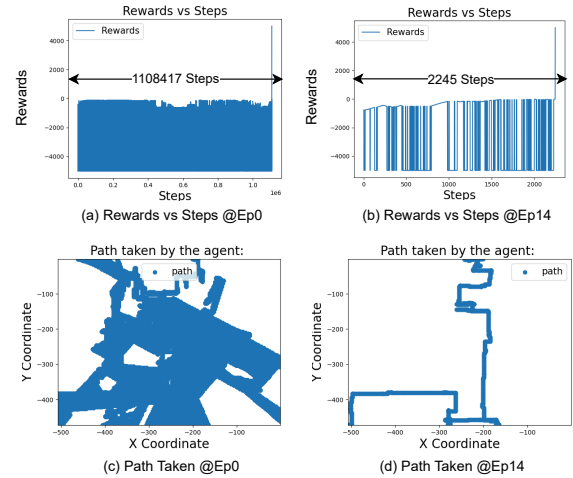 Rewards vs Steps
Rewards
1108417 Steps
Rewards
4000
2000
0
−2000
−4000
0.0 0.2 0.4 0.6 0.8 1.0
1e6
Steps
(a) Rewards vs Steps @Ep0
Rewards vs Steps
Rewards
2245 Steps
Rewards
4000
2000
0
−2000
−4000
0 500 1000 1500 2000
Steps
(b) Rewards vs Steps @Ep14
Path taken by the agent:
path
Y Coordinate
−100
−200
−300
−400
−500 −400 −300 −200 −100
X Coordinate
(c) Path Taken @Ep0
Path taken by the agent:
path
Y Coordinate
−100
−200
−300
−400
−500 −400 −300 −200 −100
X Coordinate
(d) Path Taken @Ep14